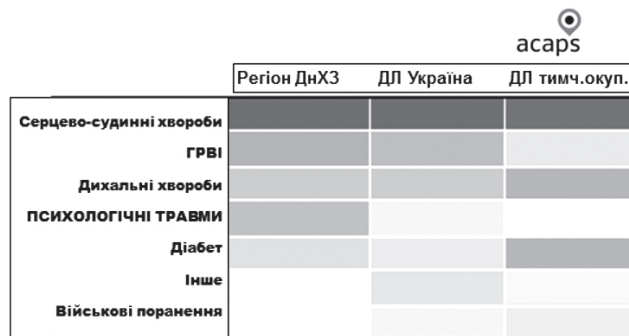 acaps
Регіон ДнХЗ ДЛ Україна ДЛ тимч.окуп.
Серцево-судинні хвороби
ГРВІ
Дихальні хвороби
ПСИХОЛОГІЧНІ ТРАВМИ
Діабет
Інше
Військові поранення